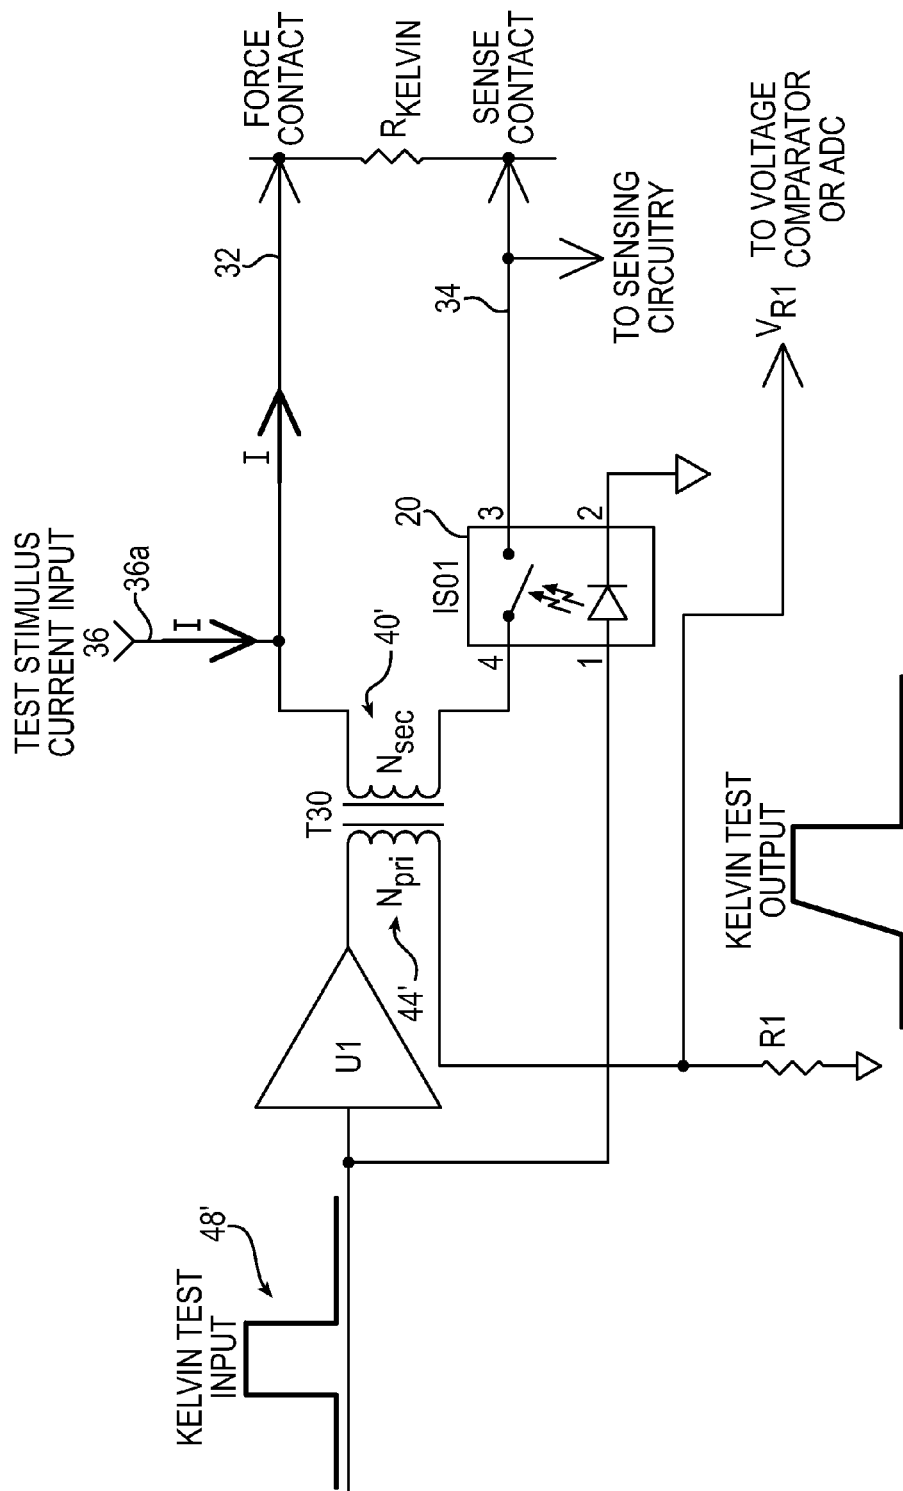 TEST STIMULUS
CURRENT INPUT
36
36a
I
I
32
FORCE
CONTACT
RKELVIN
SENSE
CONTACT
34
TO SENSING
CIRCUITRY
TO VOLTAGE
COMPARATOR
OR ADC
VR1
20
IS01
3
2
4
1
40'
Nsec
T30
Npri
44'
U1
KELVIN TEST
INPUT
48'
R1
KELVIN TEST
OUTPUT